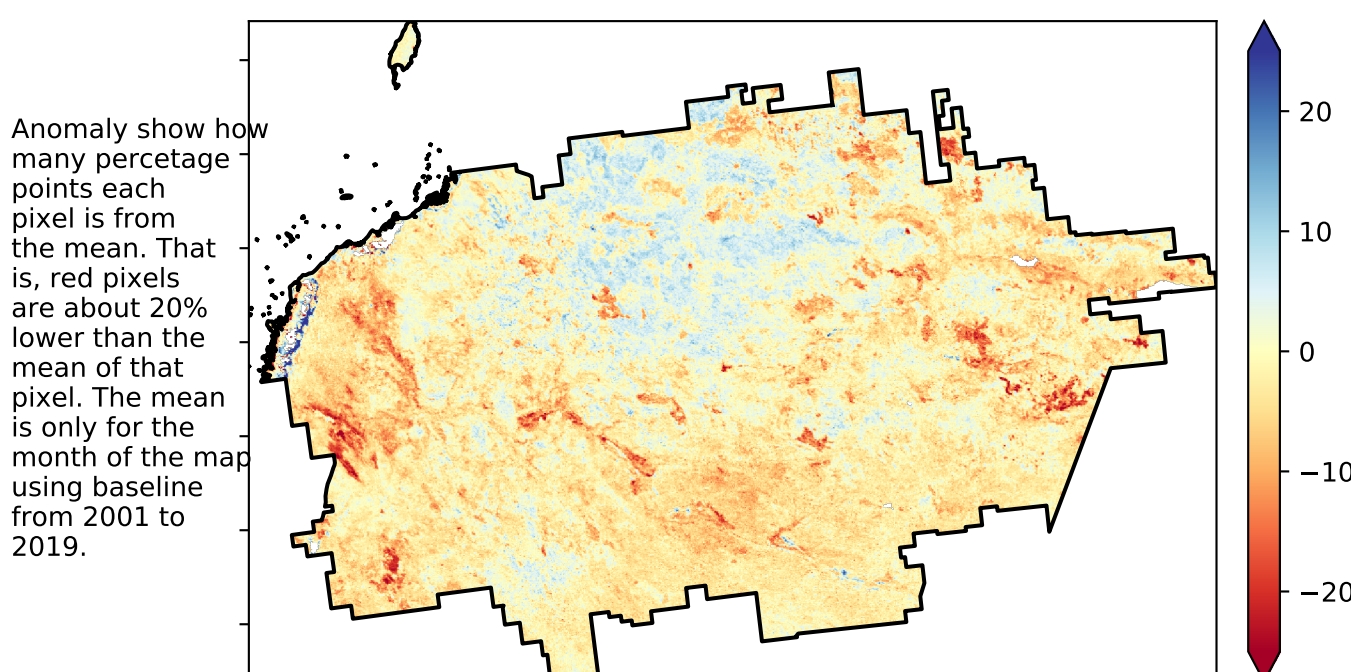 Anomaly show how
many percetage
points each
pixel is from
the mean. That
is, red pixels
are about 20%
lower than the
mean of that
pixel. The mean
is only for the
month of the map
using baseline
from 2001 to
2019.
20
10
0
−10
−20